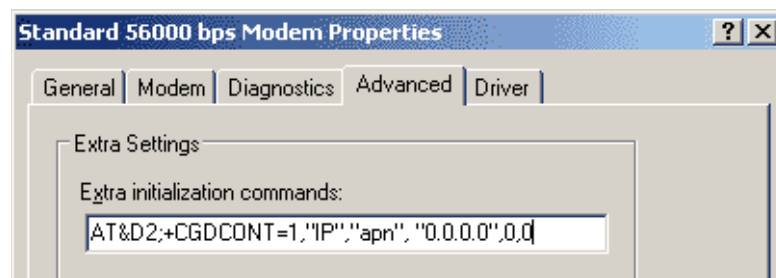 Standard 56000 bps Modem Properties
General Modem Diagnostics Advanced Driver
Extra Settings
Extra initialization commands:
AT&D2;+CGDCONT=1,"IP","apn", "0.0.0.0",0,0